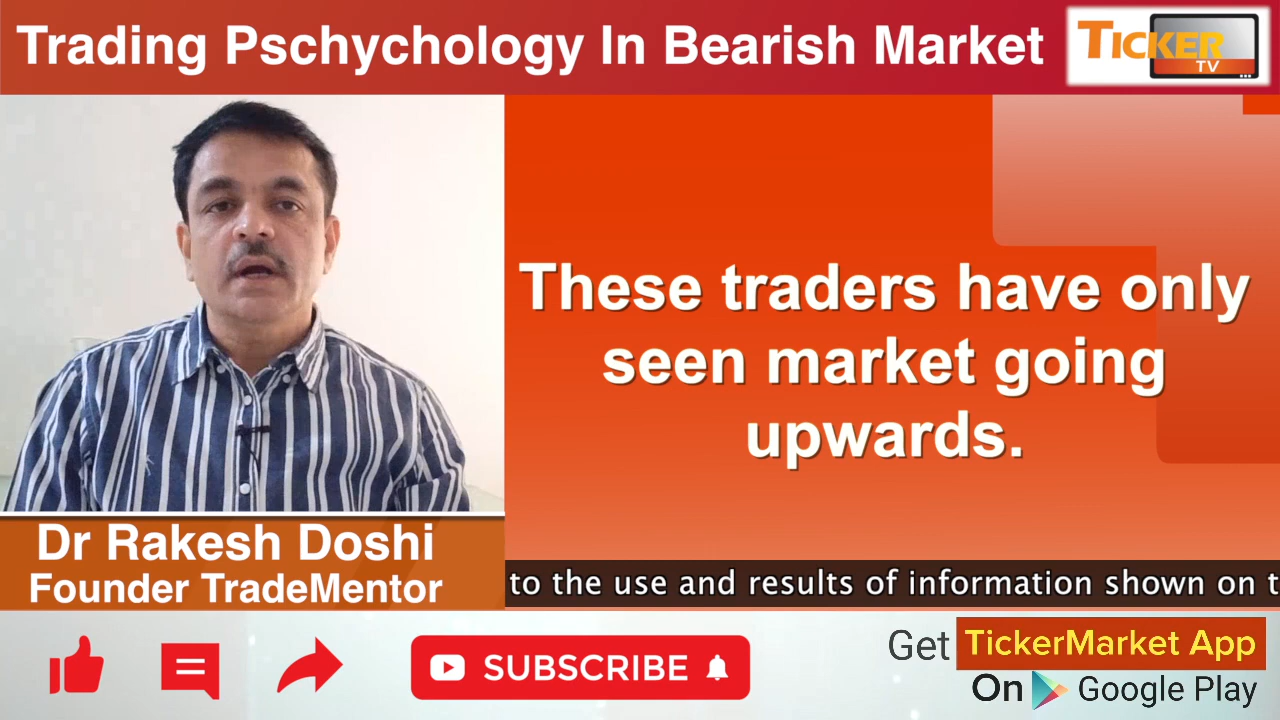 Trading Pschychology In Bearish Market
TICKER
TV
These traders have only
seen market going
upwards.
Dr Rakesh Doshi
Founder TradeMentor
to the use and results of information shown on t
SUBSCRIBE
Get TickerMarket App
On Google Play